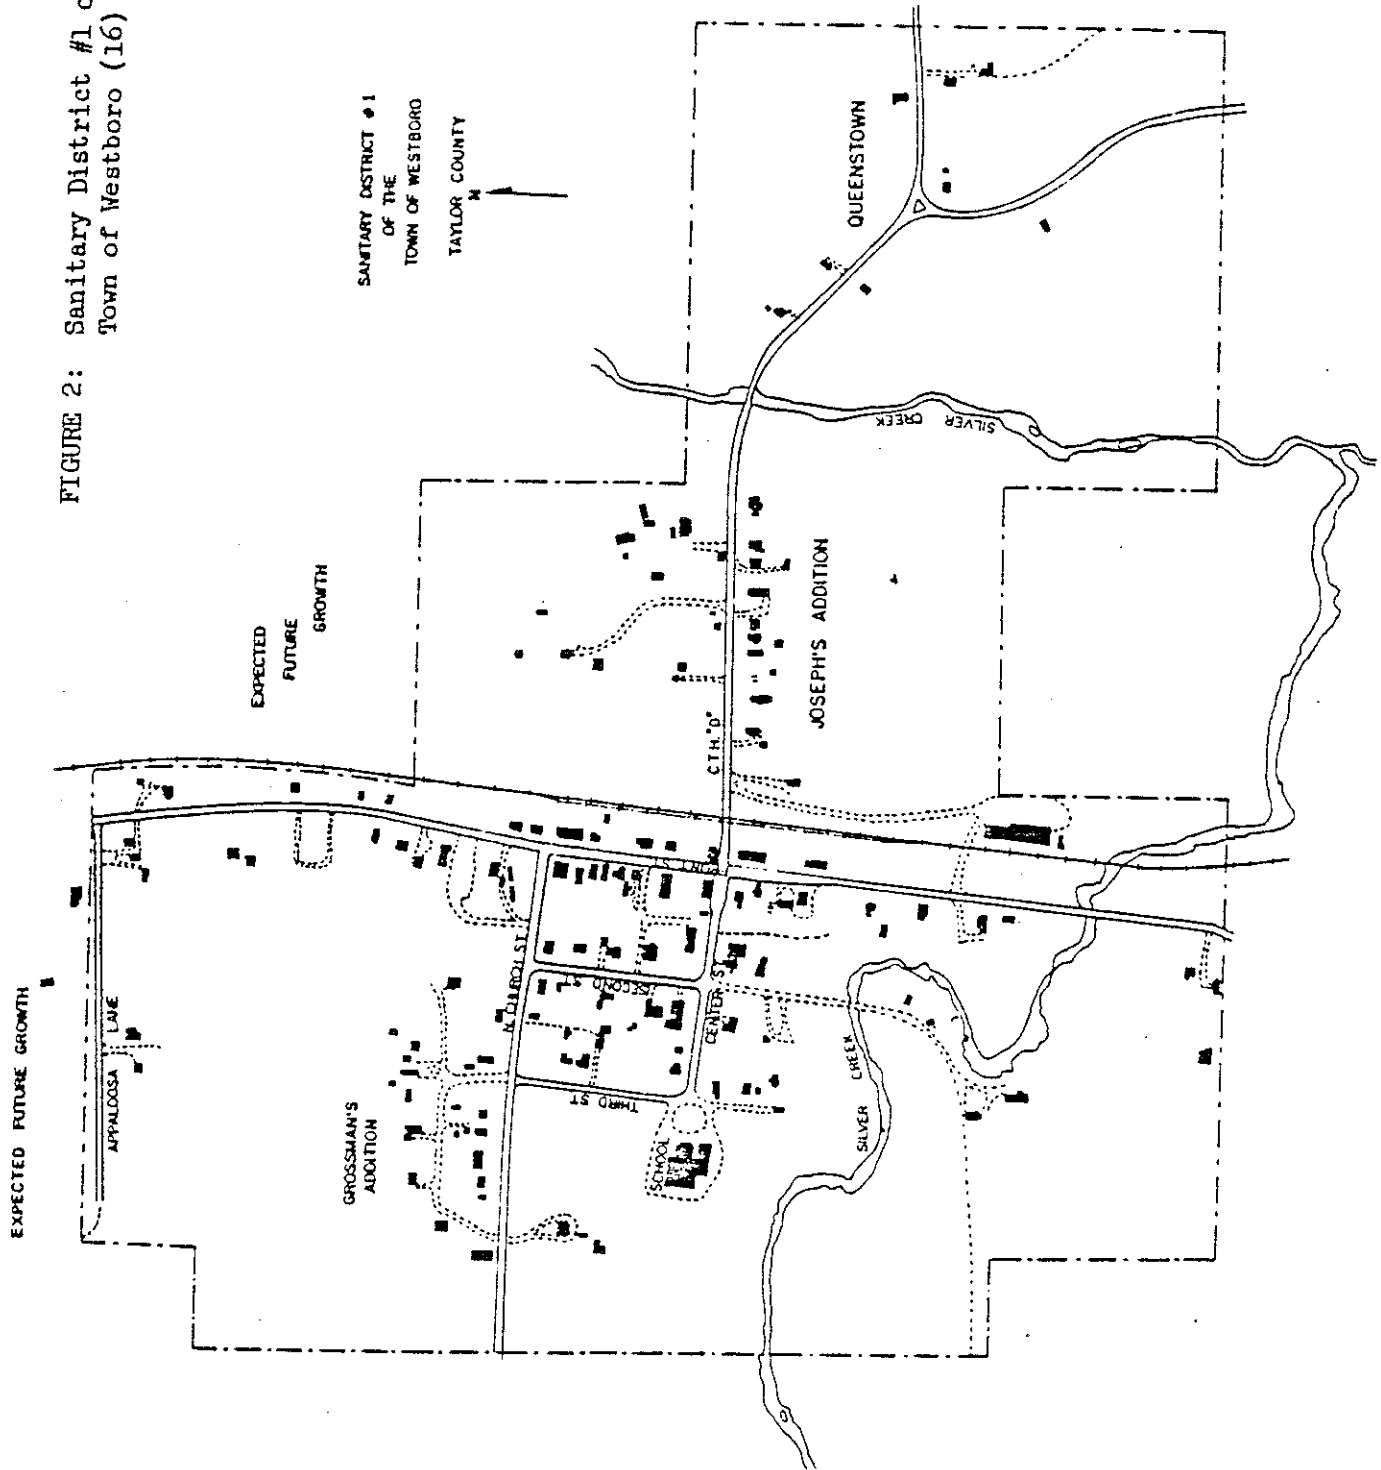 FIGURE 2: Sanitary District #1 o
Town of Westboro (16)
SANITARY DISTRICT #1
OF THE
TOWN OF WESTBORO
TAYLOR COUNTY
N
EXPECTED FUTURE GROWTH
EXPECTED
FUTURE
GROWTH
APPALOOSA LANE
GROSSMAN'S
ADDITION
N. CHURCH ST.
SECOND ST.
THIRD ST.
CENTER ST.
SCHOOL
C.T.H. "D"
JOSEPH'S ADDITION
QUEENSTOWN
SILVER CREEK
SILVER CREEK